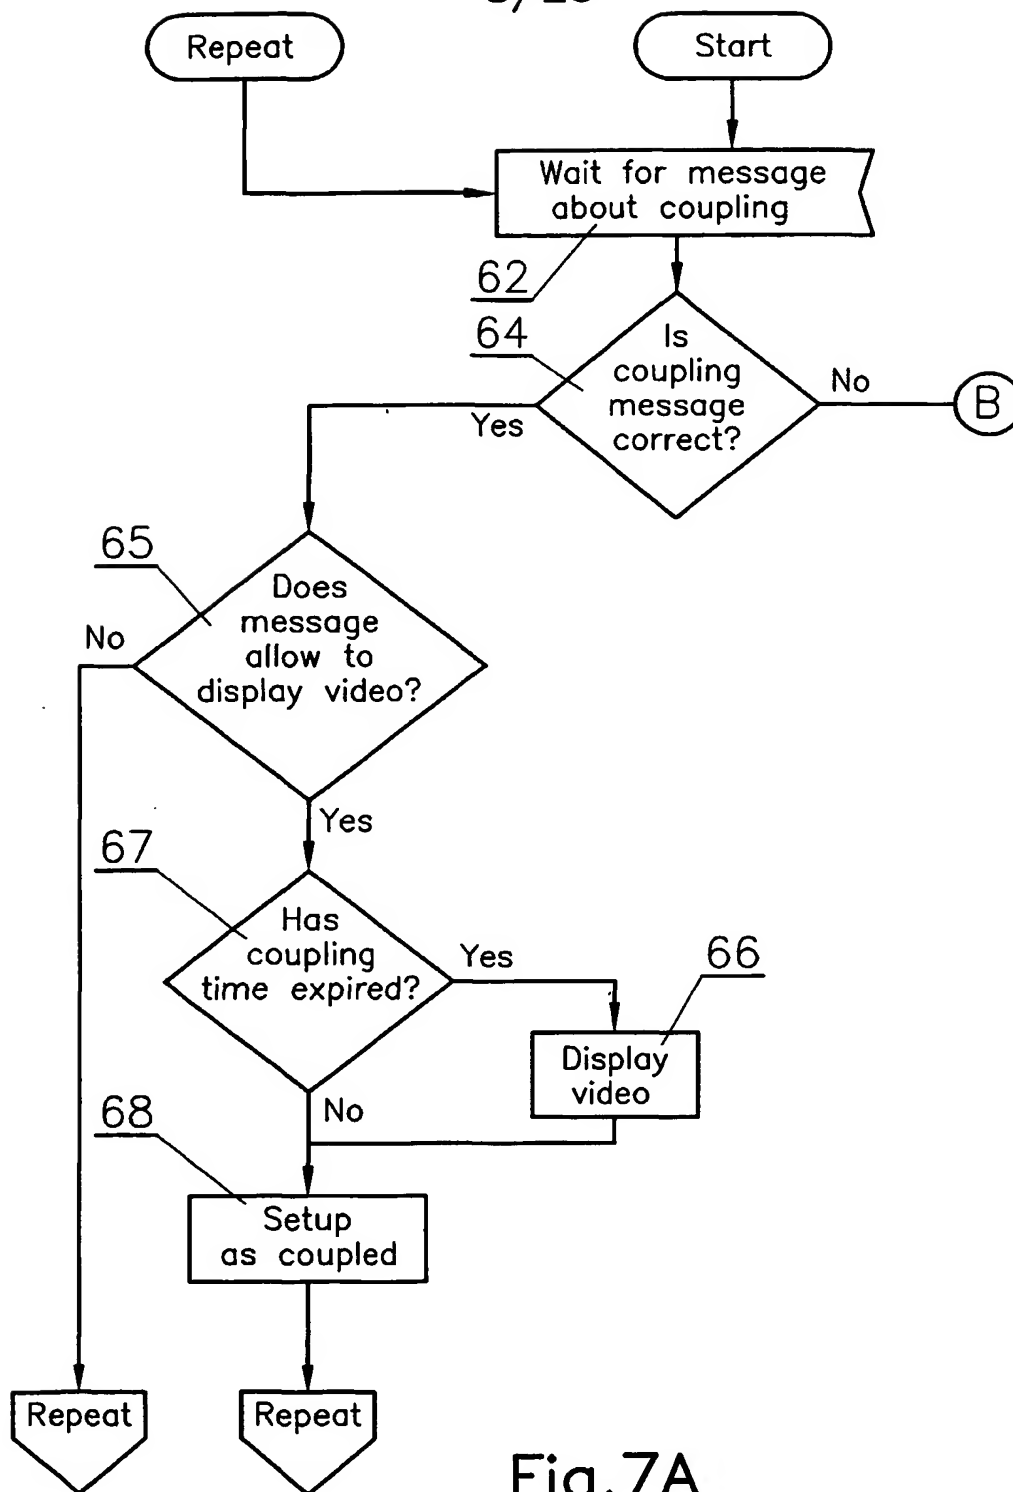 Repeat
Start
Wait for message
about coupling
62
64
Is
coupling
message
correct?
No
B
Yes
65
Does
message
allow to
display video?
No
Yes
67
Has
coupling
time expired?
Yes
66
Display
video
No
68
Setup
as coupled
Repeat
Repeat
Fig.7A